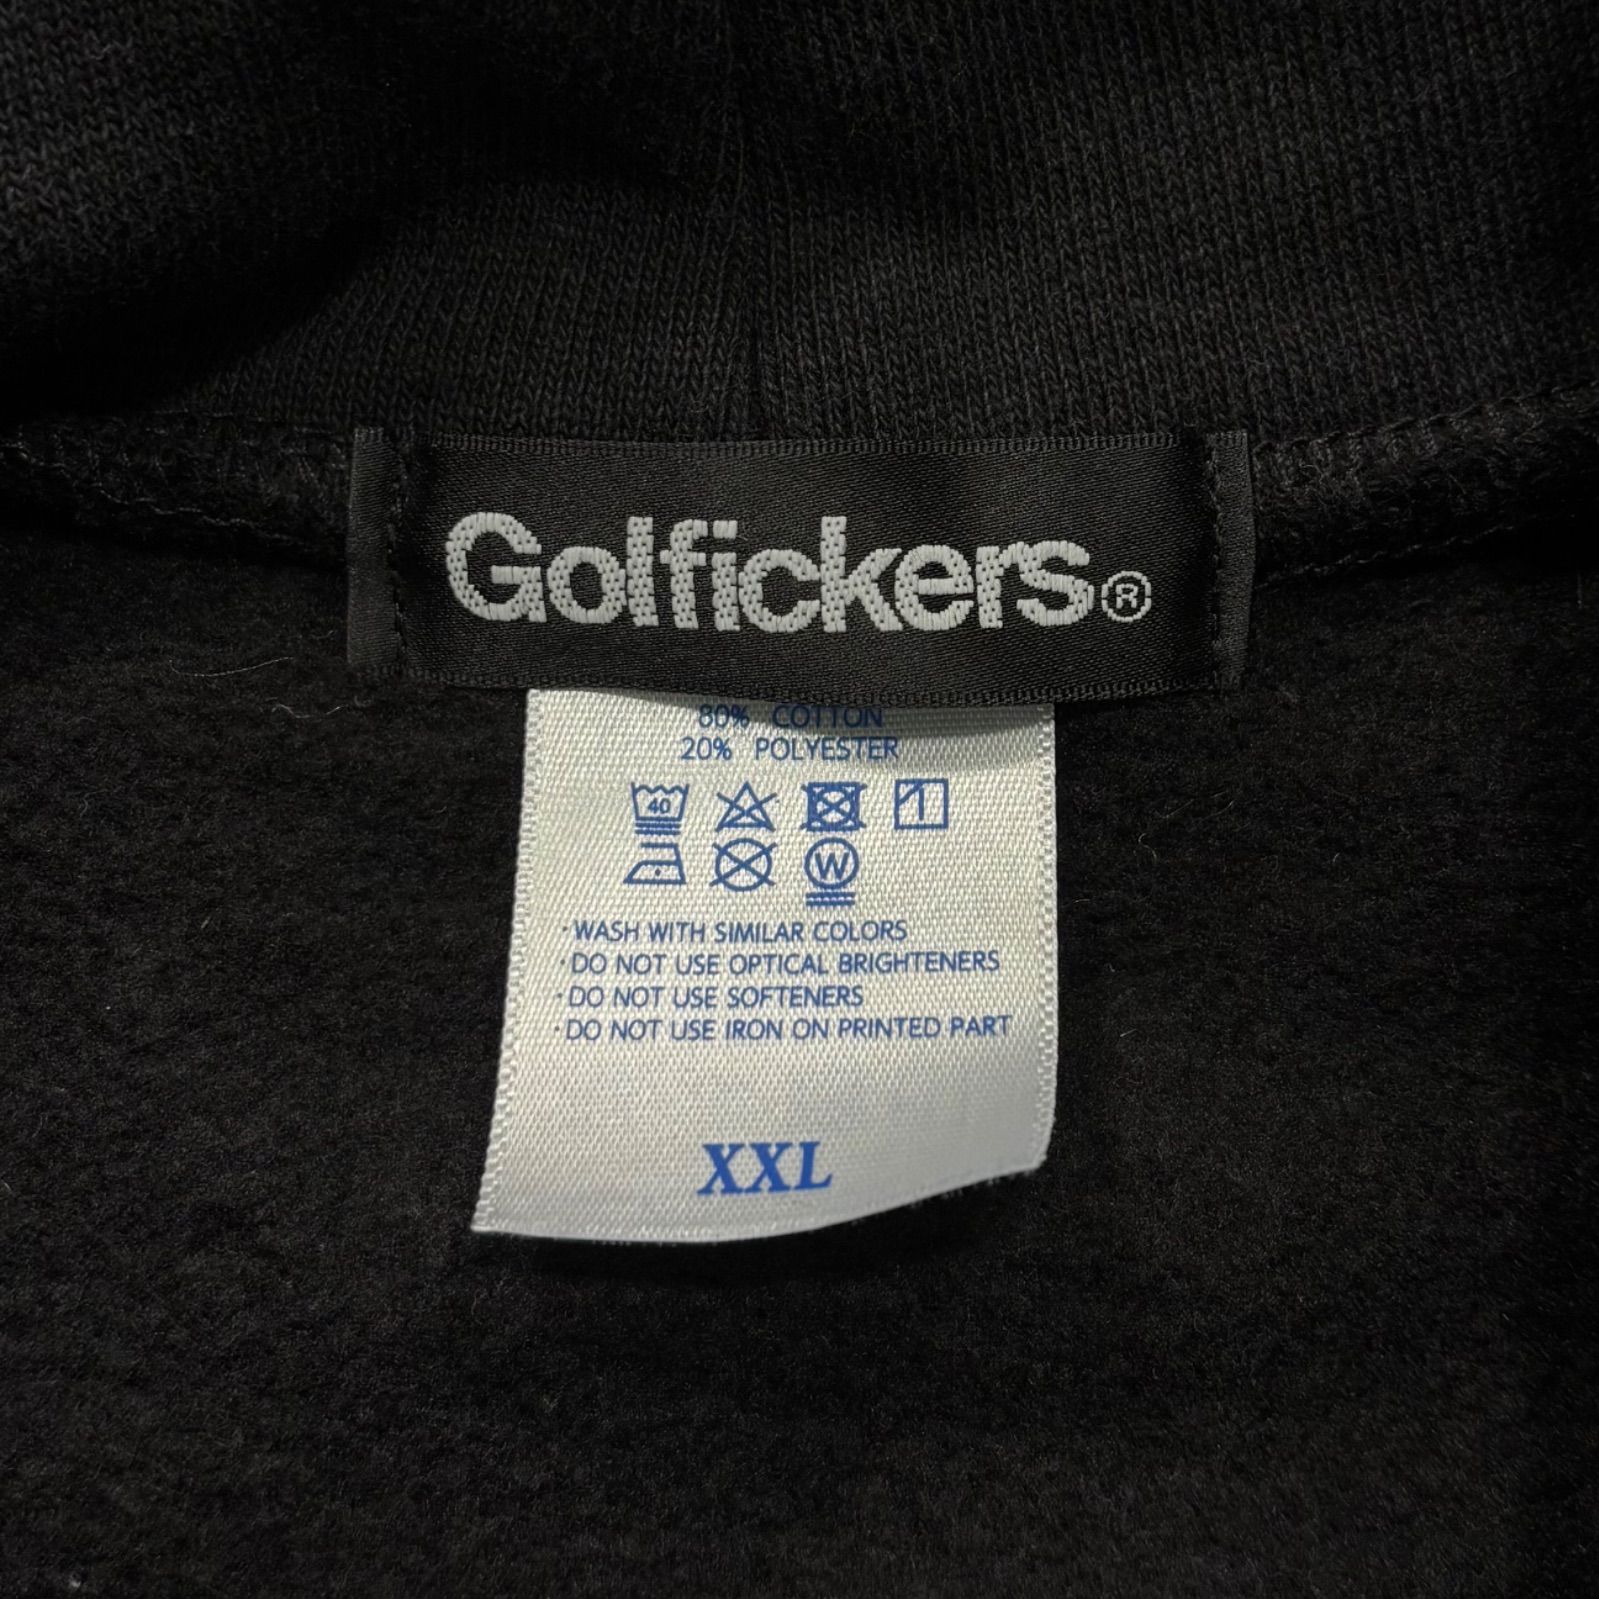 Golfickers®
80% COTTON
20% POLYESTER
40
W
·WASH WITH SIMILAR COLORS
·DO NOT USE OPTICAL BRIGHTENERS
·DO NOT USE SOFTENERS
·DO NOT USE IRON ON PRINTED PART
XXL